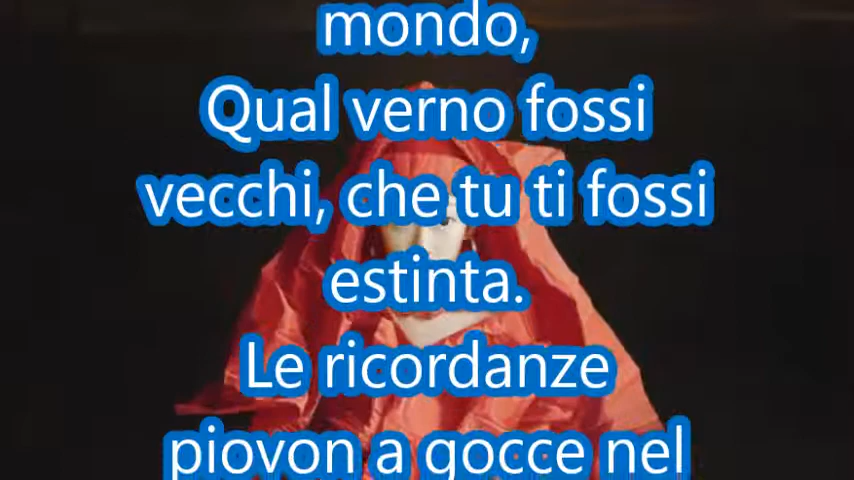 mondo,
Qual verno fossi
vecchi, che tu ti fossi
estinta.
Le ricordanze
piovon a gocce nel